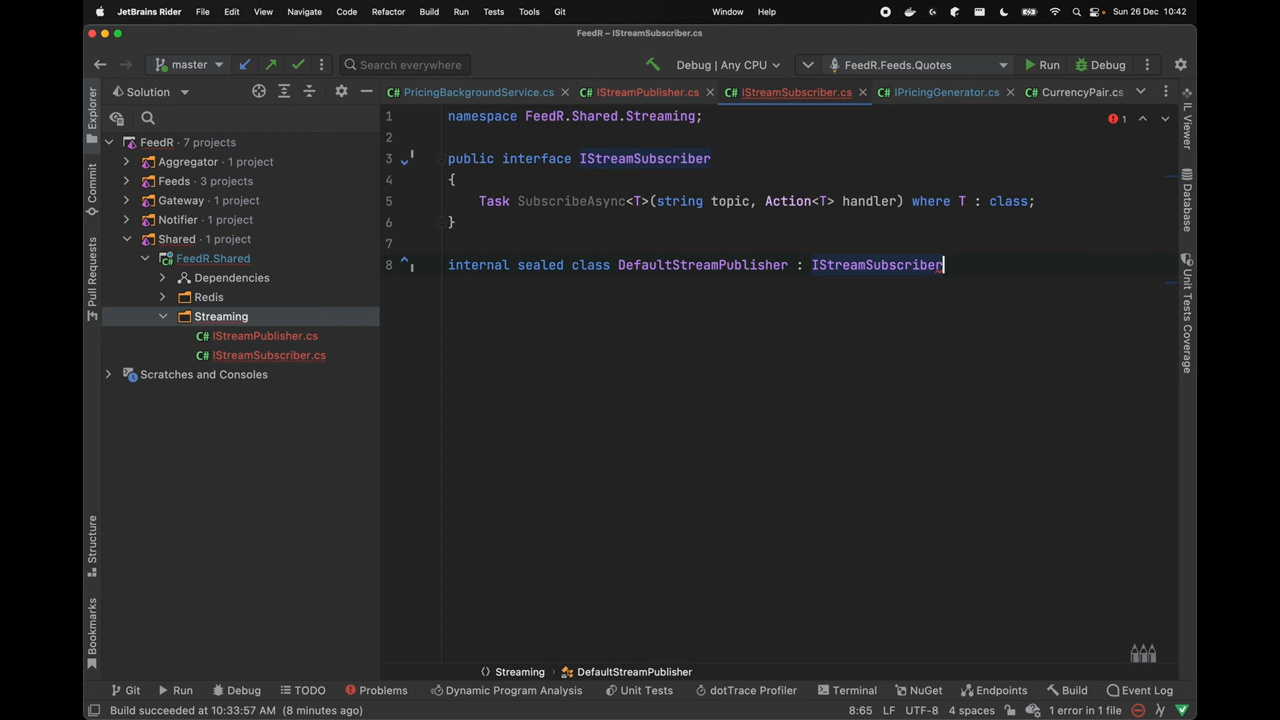 JetBrains Rider File Edit View Navigate Code Refactor Build Run Tests Tools Git Window Help Sun 26 Dec 10:42
FeedR – IStreamSubscriber.cs
master Search everywhere Debug | Any CPU FeedR.Feeds.Quotes Run Debug
Solution
PricingBackgroundService.cs IStreamPublisher.cs IStreamSubscriber.cs IPricingGenerator.cs CurrencyPair.cs
Explorer
Commit
Pull Requests
Structure
Bookmarks
FeedR · 7 projects
Aggregator · 1 project
Feeds · 3 projects
Gateway · 1 project
Notifier · 1 project
Shared · 1 project
FeedR.Shared
Dependencies
Redis
Streaming
C# IStreamPublisher.cs
C# IStreamSubscriber.cs
Scratches and Consoles
1 namespace FeedR.Shared.Streaming;
2
3 public interface IStreamSubscriber
4 {
5 Task SubscribeAsync<T>(string topic, Action<T> handler) where T : class;
6 }
7
8 internal sealed class DefaultStreamPublisher : IStreamSubscriber
1
IL Viewer
Database
Unit Tests Coverage
Streaming DefaultStreamPublisher
Git Run Debug TODO Problems Dynamic Program Analysis Unit Tests dotTrace Profiler Terminal NuGet Endpoints Build Event Log
Build succeeded at 10:33:57 AM (8 minutes ago) 8:65 LF UTF-8 4 spaces 1 error in 1 file